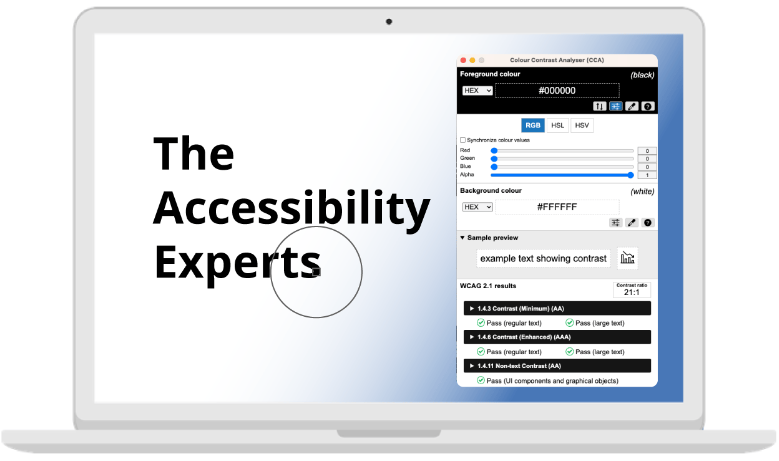 The
Accessibility
Experts
Colour Contrast Analyser (CCA)
Foreground colour (black)
HEX #000000
RGB HSL HSV
Synchronize colour values
Red 0
Green 0
Blue 0
Alpha 1
Background colour (white)
HEX #FFFFFF
Sample preview
example text showing contrast
WCAG 2.1 results
Contrast ratio
21:1
1.4.3 Contrast (Minimum) (AA)
Pass (regular text) Pass (large text)
1.4.6 Contrast (Enhanced) (AAA)
Pass (regular text) Pass (large text)
1.4.11 Non-text Contrast (AA)
Pass (UI components and graphical objects)